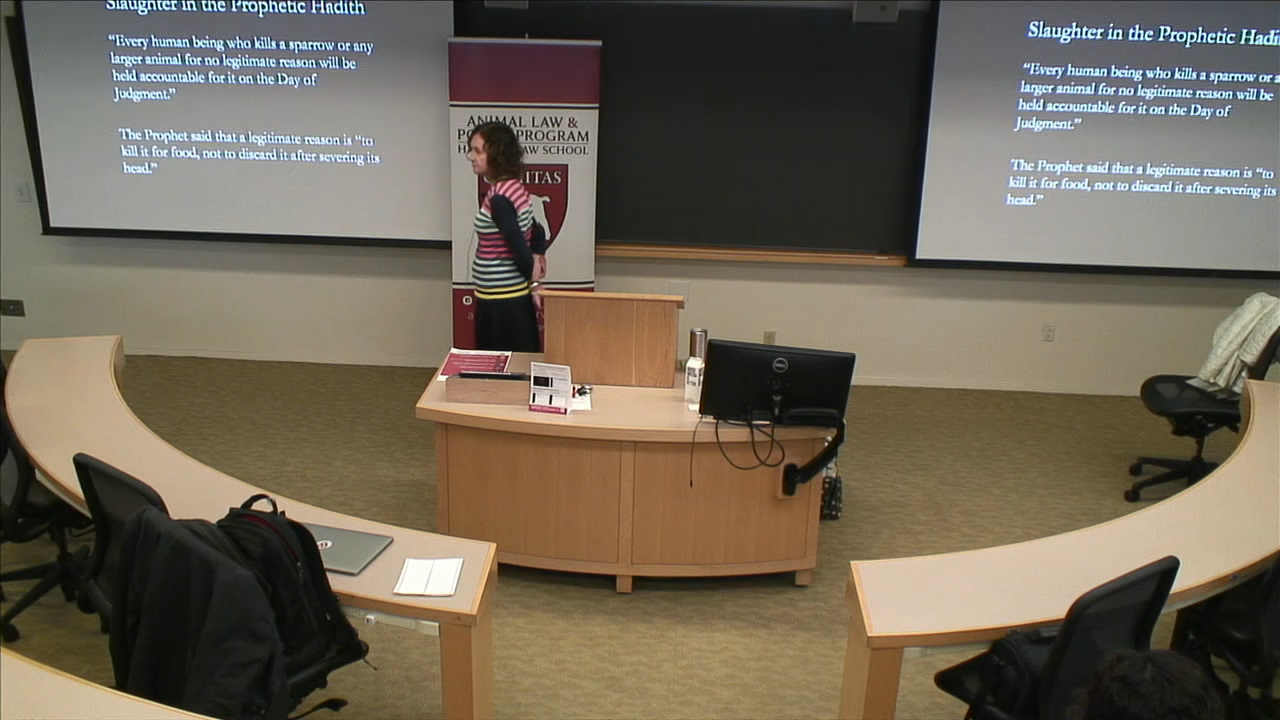 Slaughter in the Prophetic Hadith
“Every human being who kills a sparrow or any
larger animal for no legitimate reason will be
held accountable for it on the Day of
Judgment.”
The Prophet said that a legitimate reason is “to
kill it for food, not to discard it after severing its
head.”
ANIMAL LAW &
PROGRAM
SCHOOL
Slaughter in the Prophetic Hadi
“Every human being who kills a sparrow or a
larger animal for no legitimate reason will be
held accountable for it on the Day of
Judgment.”
The Prophet said that a legitimate reason is “to
kill it for food, not to discard it after severing its
head.”
DELL